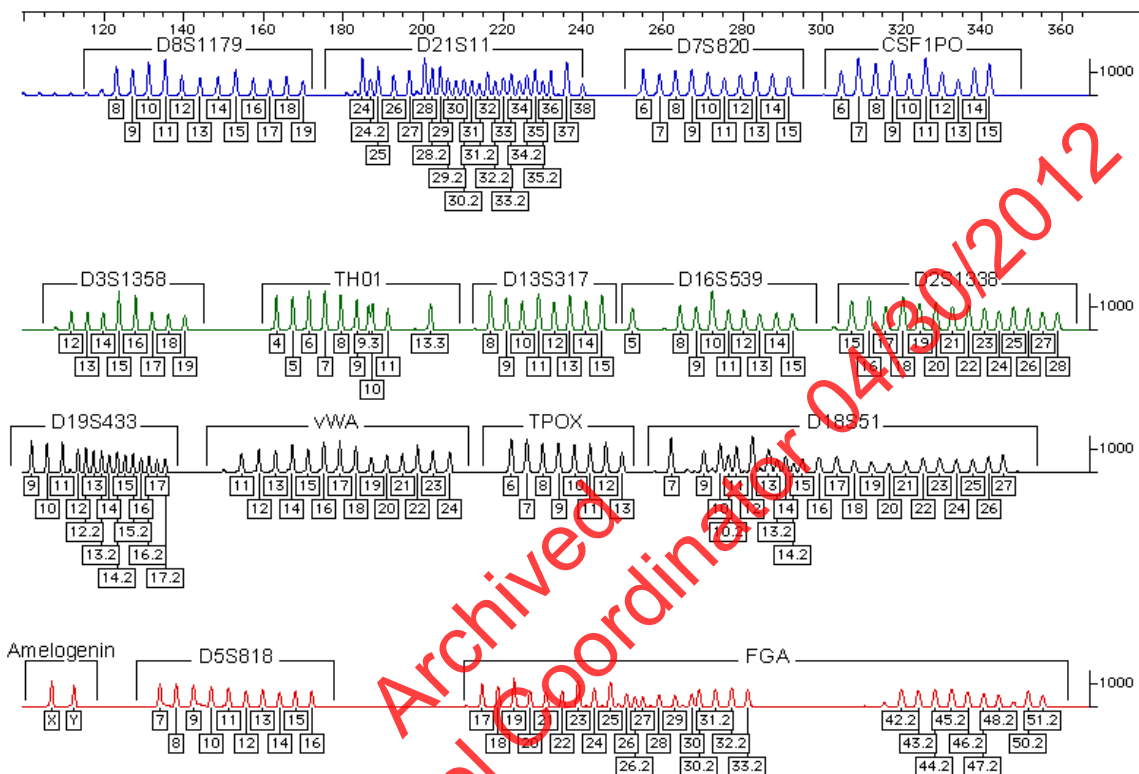 120 140 160 180 200 220 240 260 280 300 320 340 360
D8S1179 D21S11 D7S820 CSF1PO
1000
8 10 12 14 16 18 24 26 28 30 32 34 36 38 6 8 10 12 14 6 8 10 12 14
9 11 13 15 17 19 24.2 27 29 31 33 35 37 7 9 11 13 15 7 9 11 13 15
25 28.2 31.2 34.2
29.2 32.2 35.2
30.2 33.2
D3S1358 TH01 D13S317 D16S539 D2S1338
1000
12 14 16 18 4 6 8 9.3 13.3 8 10 12 14 5 8 10 12 14 15 17 19 21 23 25 27
13 15 17 19 5 7 9 11 9 11 13 15 9 11 13 15 16 18 20 22 24 26 28
10
D19S433 vWA TPOX D18S51
1000
9 11 13 15 17 11 13 15 17 19 21 23 6 8 10 12 7 9 11 13 15 17 19 21 23 25 27
10 12 14 16 12 14 16 18 20 22 24 7 9 11 13 10 12 14 16 18 20 22 24 26
12.2 15.2 10.2 13.2
13.2 16.2 14.2
14.2 17.2
Amelogenin D5S818 FGA
1000
X Y 7 9 11 13 15 17 19 21 23 25 27 29 31.2 42.2 45.2 48.2 51.2
8 10 12 14 16 18 20 22 24 26 28 30 32.2 43.2 46.2 50.2
26.2 30.2 33.2 44.2 47.2
Archived
Coordinator 04/30/2012